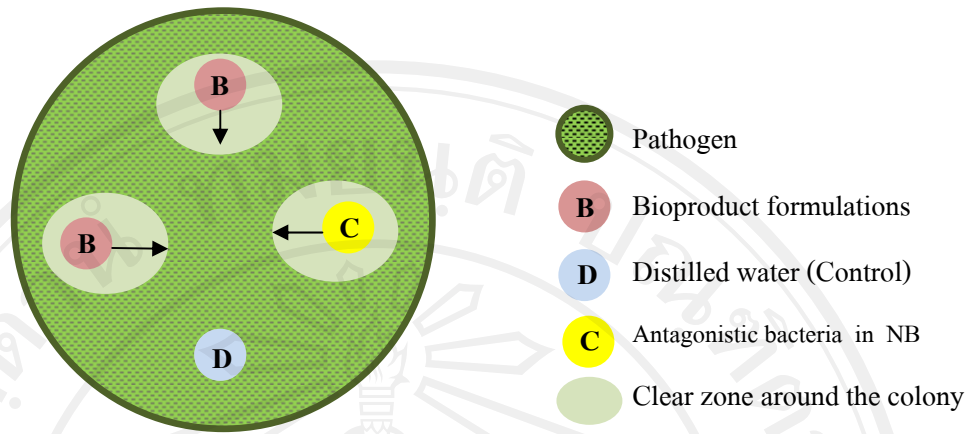 B
B
C
D
Pathogen
B Bioproduct formulations
D Distilled water (Control)
C Antagonistic bacteria in NB
Clear zone around the colony